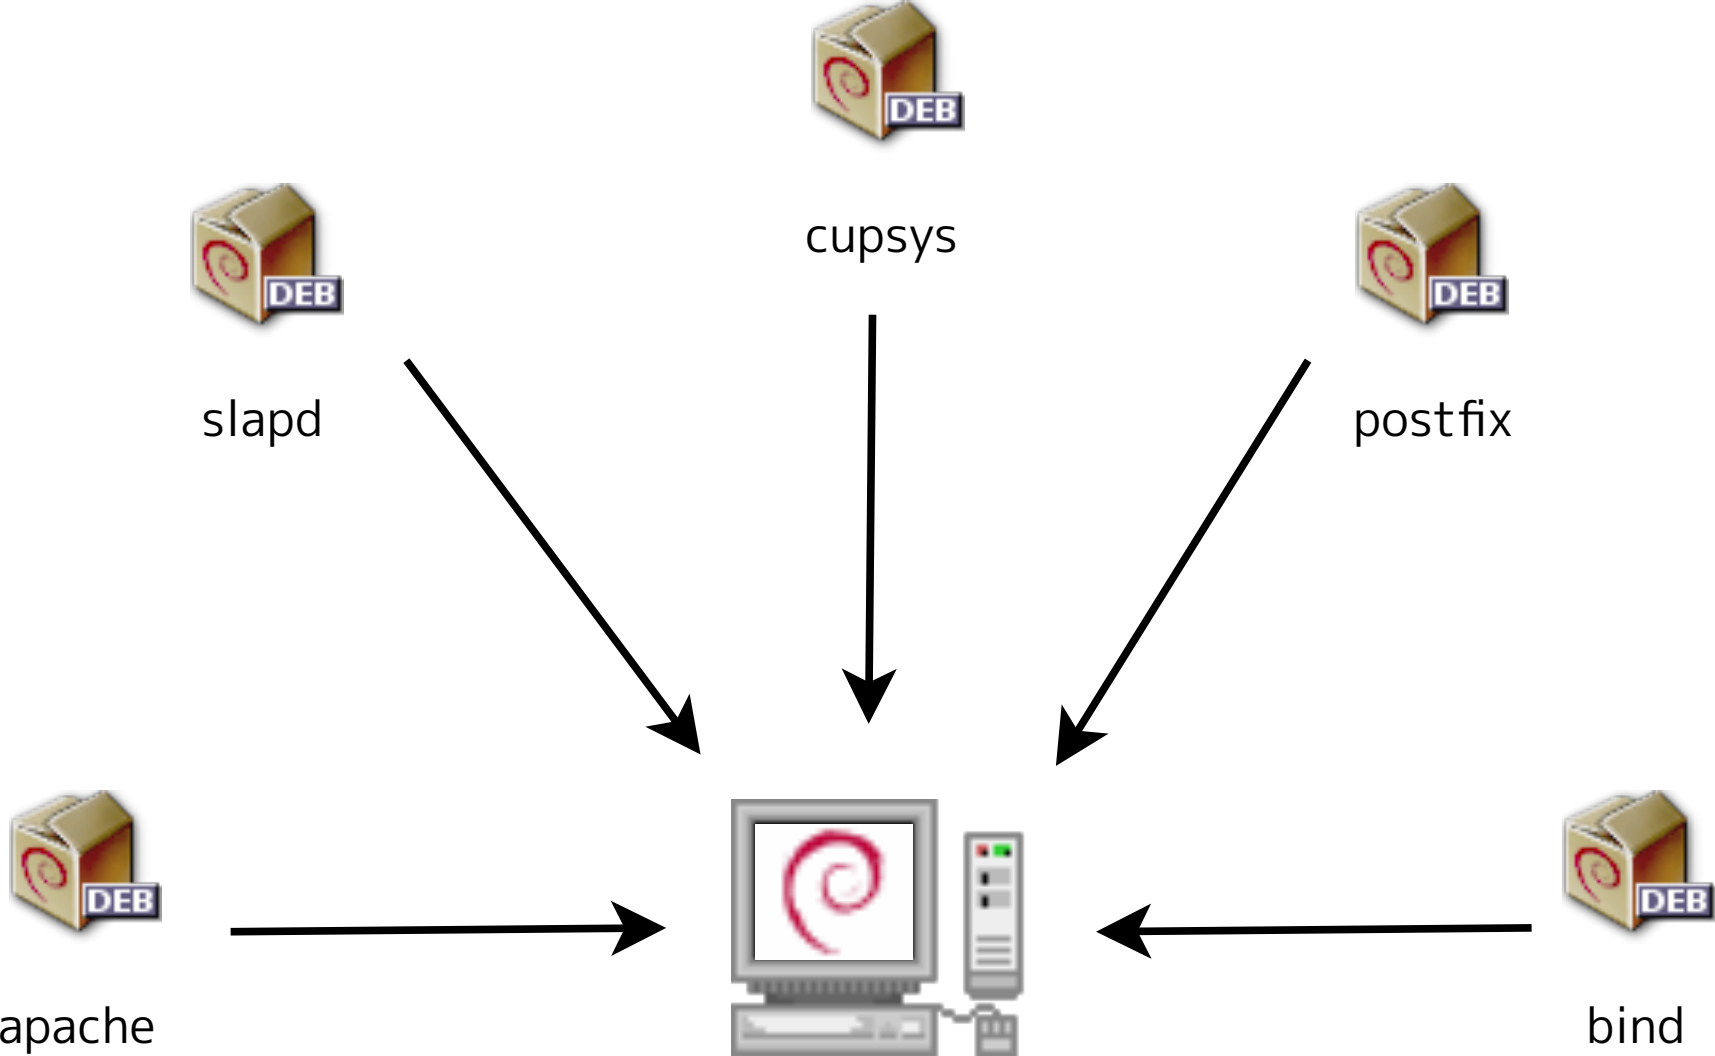 DEB
cupsys
DEB
slapd
DEB
postfix
DEB
apache
DEB
bind